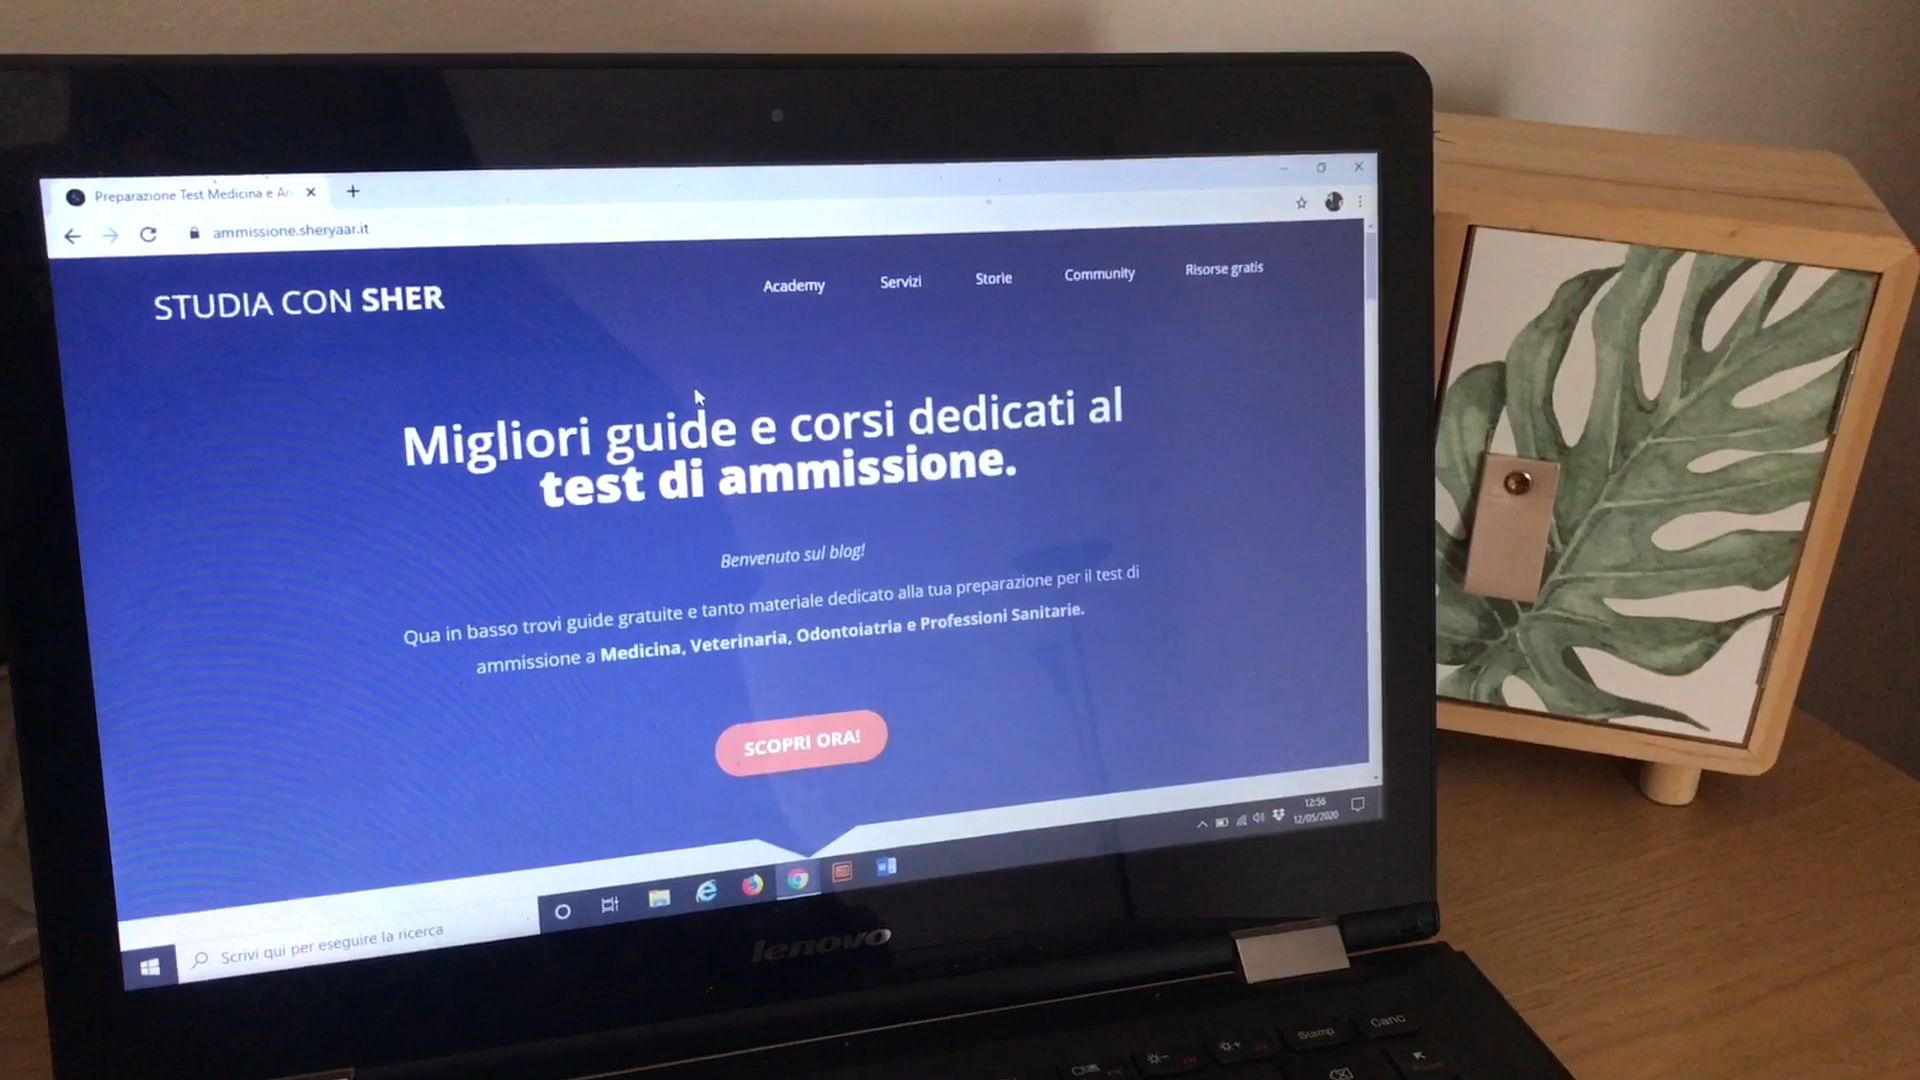 Preparazione Test Medicina e Ar
ammissione.sheryaar.it
STUDIA CON SHER
Academy
Servizi
Storie
Community
Risorse gratis
Migliori guide e corsi dedicati al
test di ammissione.
Benvenuto sul blog!
Qua in basso trovi guide gratuite e tanto materiale dedicato alla tua preparazione per il test di
ammissione a Medicina, Veterinaria, Odontoiatria e Professioni Sanitarie.
SCOPRI ORA!
12:56
12/05/2020
Scrivi qui per eseguire la ricerca
lenovo
Stamp
Canc